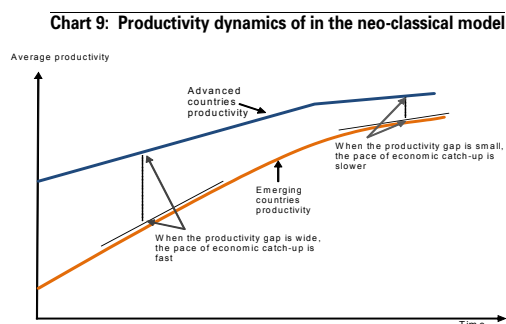 Chart 9: Productivity dynamics of in the neo-classical model
Average productivity
Advanced
countries
productivity
When the productivity gap is small,
the pace of economic catch-up is
slower
Emerging
countries
productivity
When the productivity gap is wide,
the pace of economic catch-up is
fast
Time